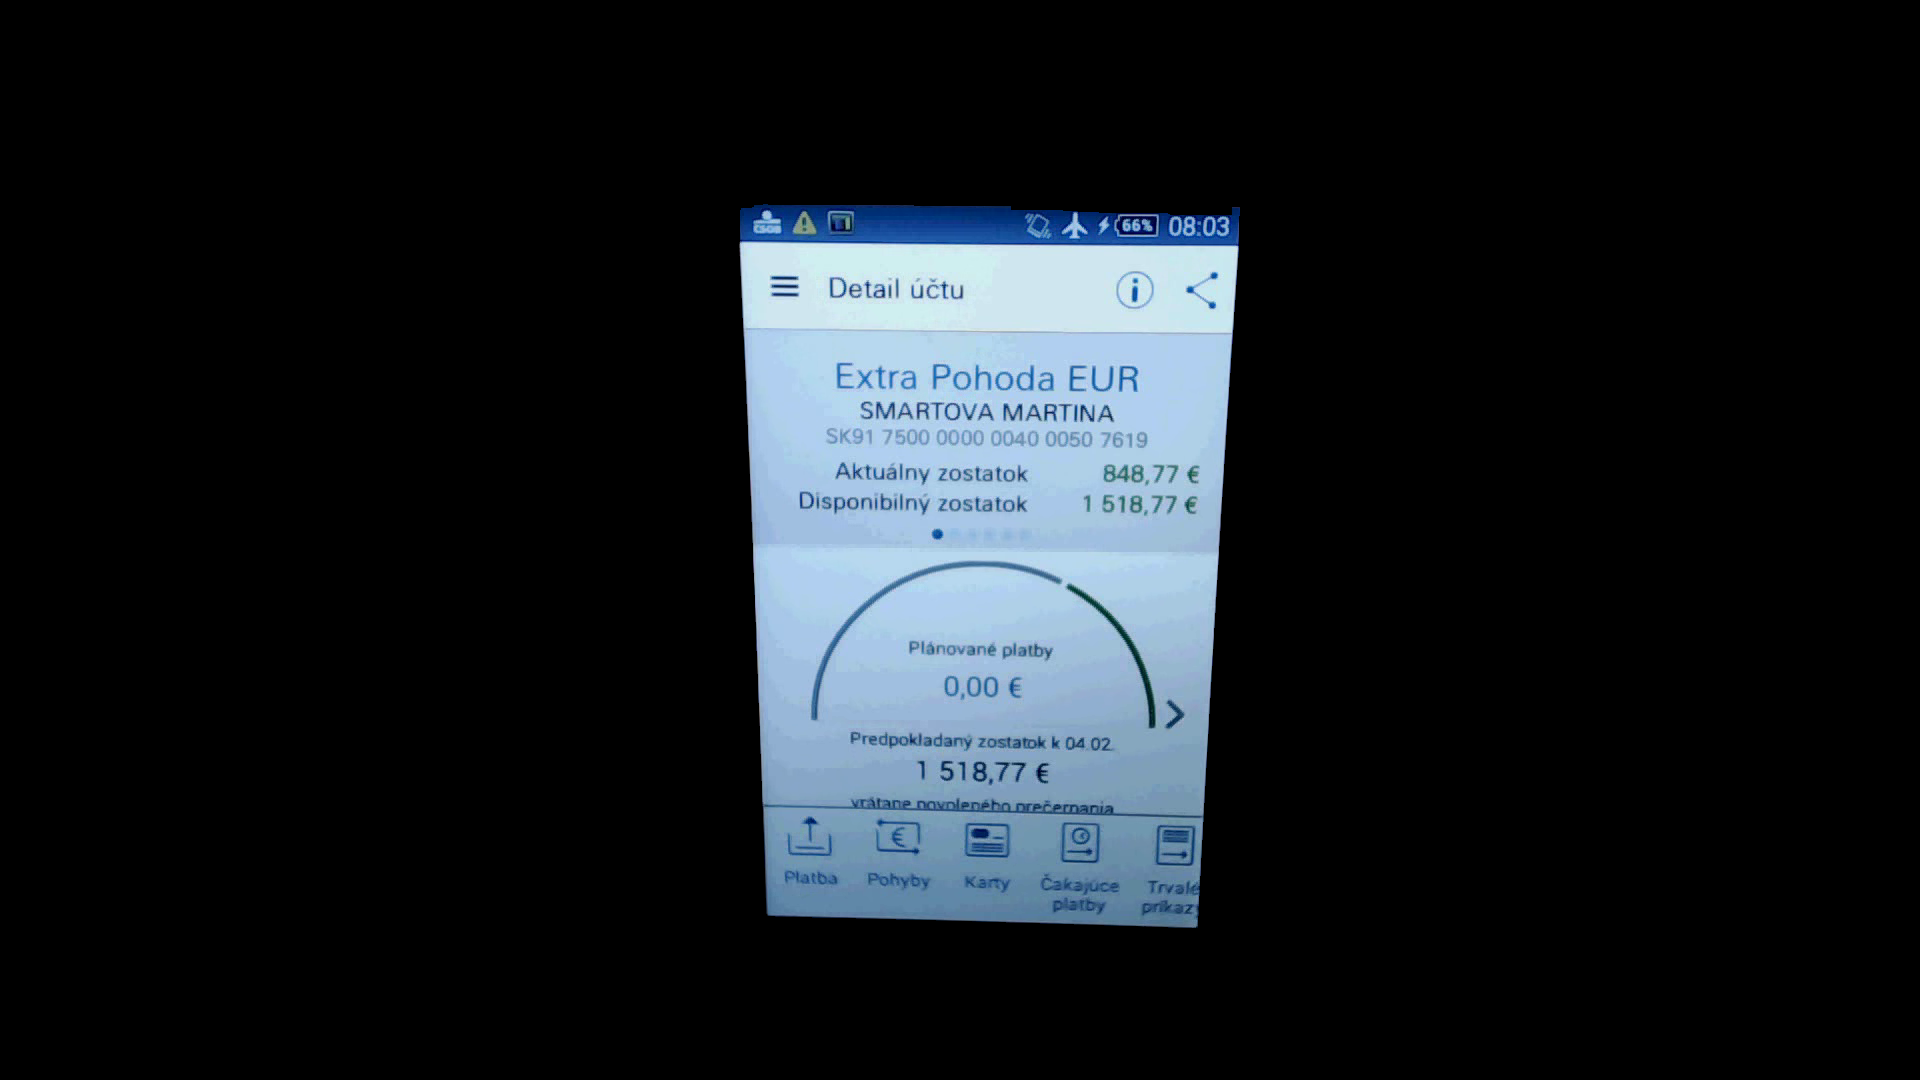 ČSOB 66% 08:03
Detail účtu
Extra Pohoda EUR
SMARTOVA MARTINA
SK91 7500 0000 0040 0050 7619
Aktuálny zostatok 848,77 €
Disponibilný zostatok 1 518,77 €
Plánované platby
0,00 €
Predpokladaný zostatok k 04.02.
1 518,77 €
vrátane povoleného prečerpania
Platba Pohyby Karty Čakajúce platby Trvalé príkazy